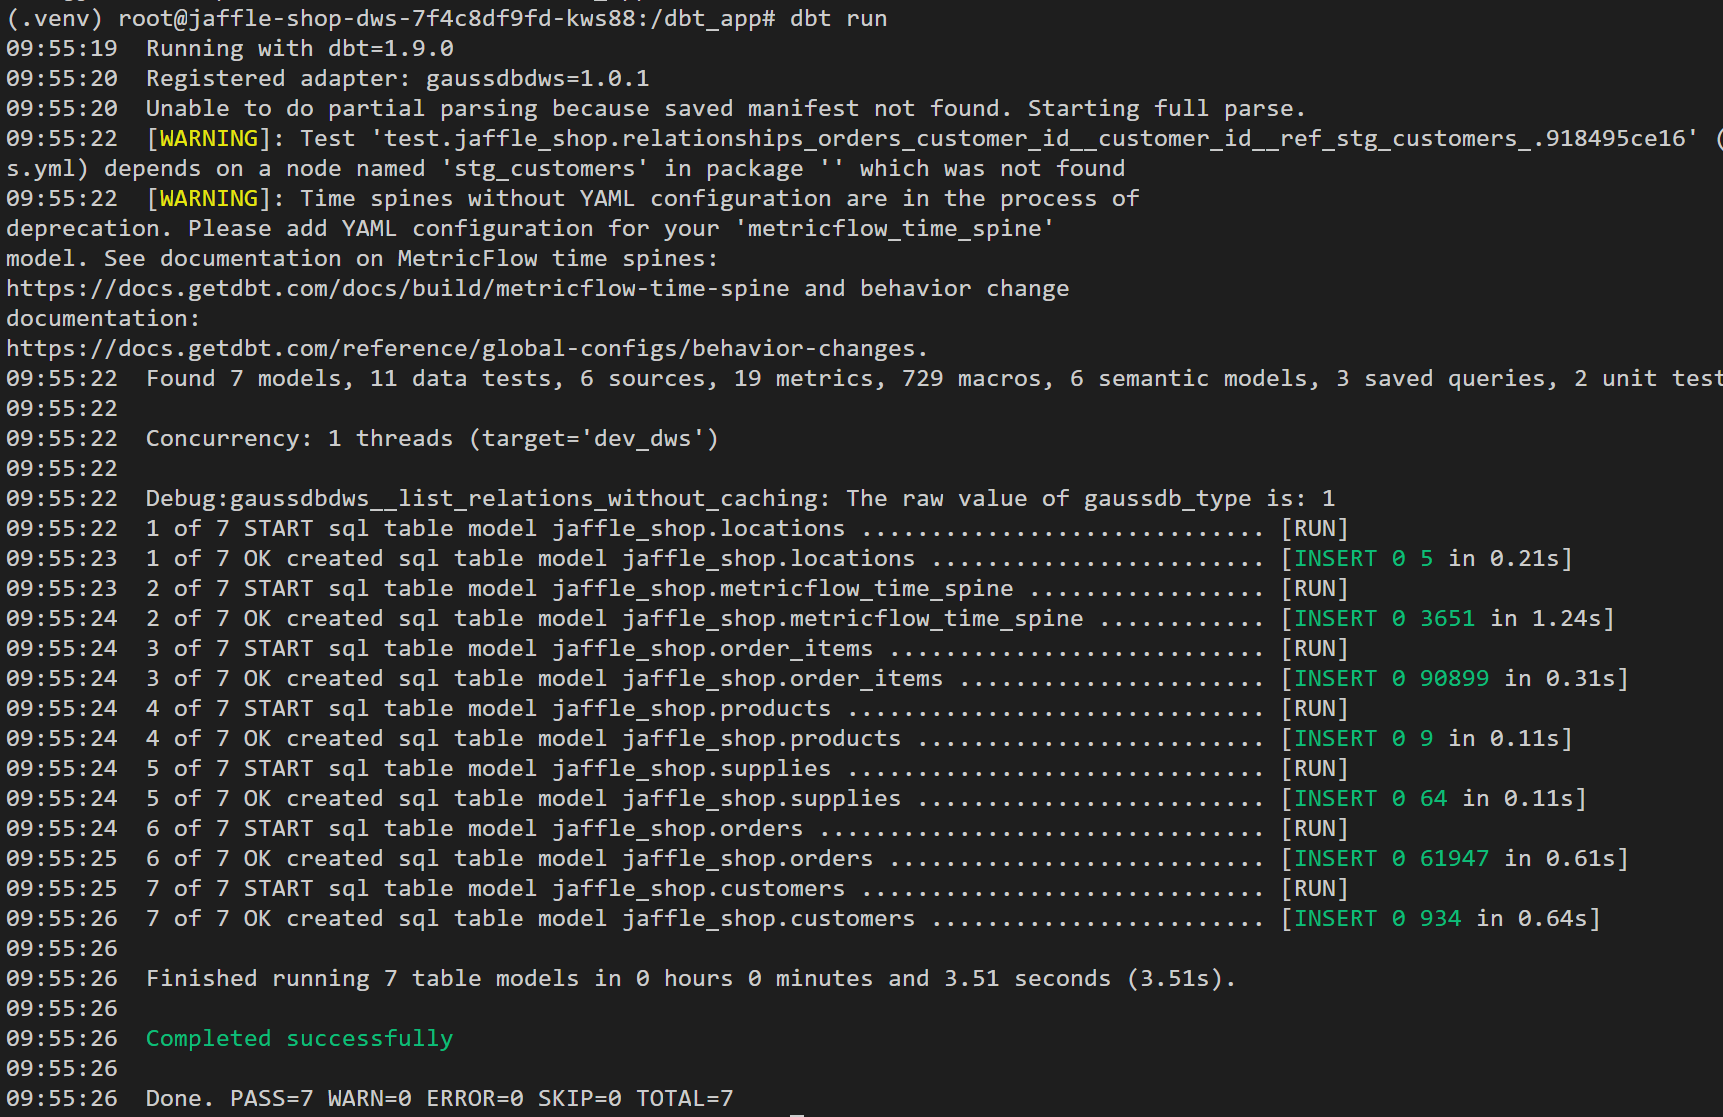 (.venv) root@jaffle-shop-dws-7f4c8df9fd-kws88:/dbt_app# dbt run
09:55:19  Running with dbt=1.9.0
09:55:20  Registered adapter: gaussdbdws=1.0.1
09:55:20  Unable to do partial parsing because saved manifest not found. Starting full parse.
09:55:22  [WARNING]: Test 'test.jaffle_shop.relationships_orders_customer_id__customer_id__ref_stg_customers_.918495ce16' (
s.yml) depends on a node named 'stg_customers' in package '' which was not found
09:55:22  [WARNING]: Time spines without YAML configuration are in the process of
deprecation. Please add YAML configuration for your 'metricflow_time_spine'
model. See documentation on MetricFlow time spines:
https://docs.getdbt.com/docs/build/metricflow-time-spine and behavior change
documentation:
https://docs.getdbt.com/reference/global-configs/behavior-changes.
09:55:22  Found 7 models, 11 data tests, 6 sources, 19 metrics, 729 macros, 6 semantic models, 3 saved queries, 2 unit test
09:55:22
09:55:22  Concurrency: 1 threads (target='dev_dws')
09:55:22
09:55:22  Debug:gaussdbdws__list_relations_without_caching: The raw value of gaussdb_type is: 1
09:55:22  1 of 7 START sql table model jaffle_shop.locations ............................. [RUN]
09:55:23  1 of 7 OK created sql table model jaffle_shop.locations ........................ [INSERT 0 5 in 0.21s]
09:55:23  2 of 7 START sql table model jaffle_shop.metricflow_time_spine ................. [RUN]
09:55:24  2 of 7 OK created sql table model jaffle_shop.metricflow_time_spine ............ [INSERT 0 3651 in 1.24s]
09:55:24  3 of 7 START sql table model jaffle_shop.order_items ........................... [RUN]
09:55:24  3 of 7 OK created sql table model jaffle_shop.order_items ...................... [INSERT 0 90899 in 0.31s]
09:55:24  4 of 7 START sql table model jaffle_shop.products .............................. [RUN]
09:55:24  4 of 7 OK created sql table model jaffle_shop.products ......................... [INSERT 0 9 in 0.11s]
09:55:24  5 of 7 START sql table model jaffle_shop.supplies .............................. [RUN]
09:55:24  5 of 7 OK created sql table model jaffle_shop.supplies ......................... [INSERT 0 64 in 0.11s]
09:55:24  6 of 7 START sql table model jaffle_shop.orders ................................ [RUN]
09:55:25  6 of 7 OK created sql table model jaffle_shop.orders ........................... [INSERT 0 61947 in 0.61s]
09:55:25  7 of 7 START sql table model jaffle_shop.customers ............................. [RUN]
09:55:26  7 of 7 OK created sql table model jaffle_shop.customers ........................ [INSERT 0 934 in 0.64s]
09:55:26
09:55:26  Finished running 7 table models in 0 hours 0 minutes and 3.51 seconds (3.51s).
09:55:26
09:55:26  Completed successfully
09:55:26
09:55:26  Done. PASS=7 WARN=0 ERROR=0 SKIP=0 TOTAL=7